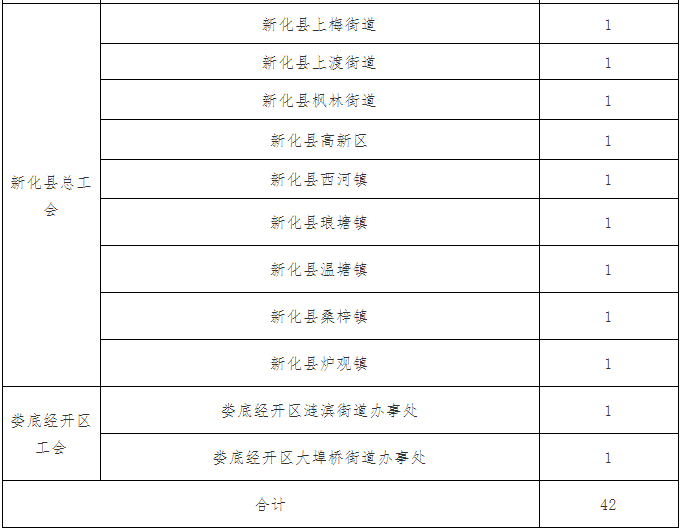 新化县总工
会
新化县上梅街道 1
新化县上渡街道 1
新化县枫林街道 1
新化县高新区 1
新化县西河镇 1
新化县琅塘镇 1
新化县温塘镇 1
新化县桑梓镇 1
新化县炉观镇 1
娄底经开区
工会
娄底经开区涟滨街道办事处 1
娄底经开区大埠桥街道办事处 1
合计 42